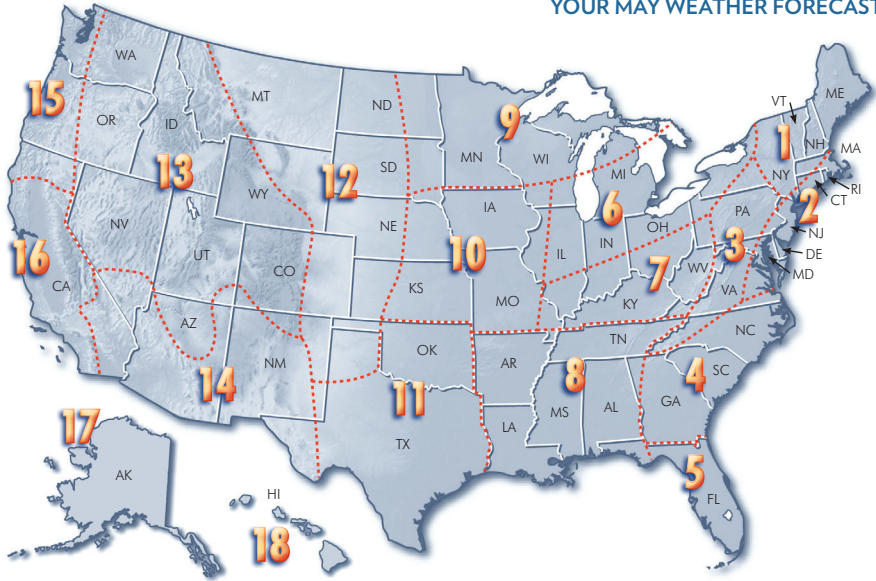 YOUR MAY WEATHER FORECAST
WA
MT
ND
MN
9
VT
ME
15
OR
ID
1
NH
MA
SD
WI
MI
NY
13
12
WY
RI
CT
2
NV
NE
IA
6
PA
NJ
16
UT
CO
10
IL
IN
OH
3
DE
MD
CA
KS
MO
7
WV
VA
KY
AZ
NM
OK
AR
TN
NC
14
11
8
4
SC
MS
AL
GA
17
TX
LA
5
AK
HI
FL
18